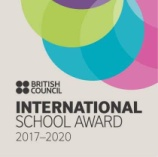 BRITISH
COUNCIL
INTERNATIONAL
SCHOOL AWARD
2017–2020